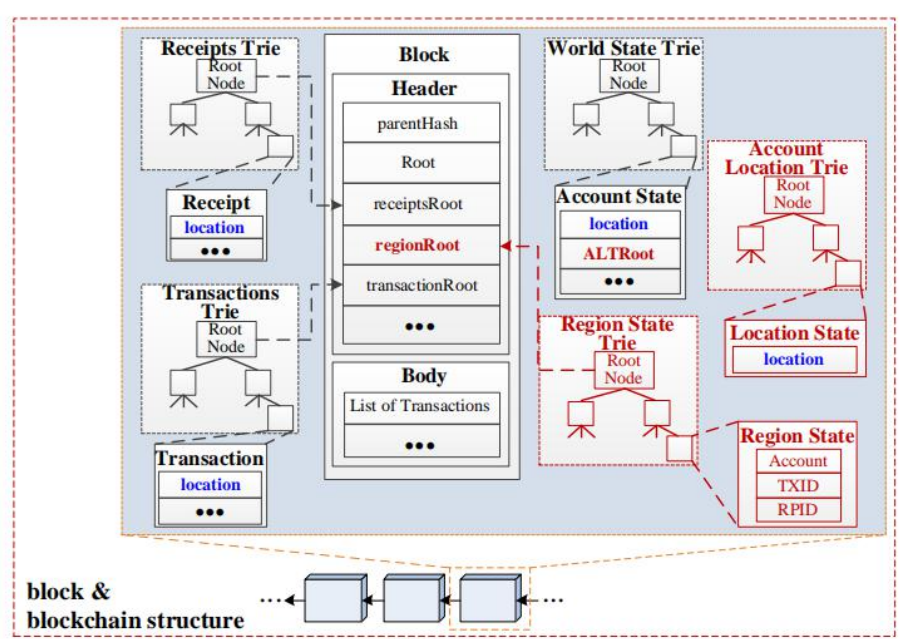 Receipts Trie
Root
Node
Receipt
location
•••
Transactions
Trie
Root
Node
Transaction
location
•••
Block
Header
parentHash
Root
receiptsRoot
regionRoot
transactionRoot
•••
Body
List of Transactions
•••
World State Trie
Root
Node
Account State
location
ALTRoot
•••
Account
Location Trie
Root
Node
Location State
location
Region State
Trie
Root
Node
Region State
Account
TXID
RPID
block &
blockchain structure
•••
•••